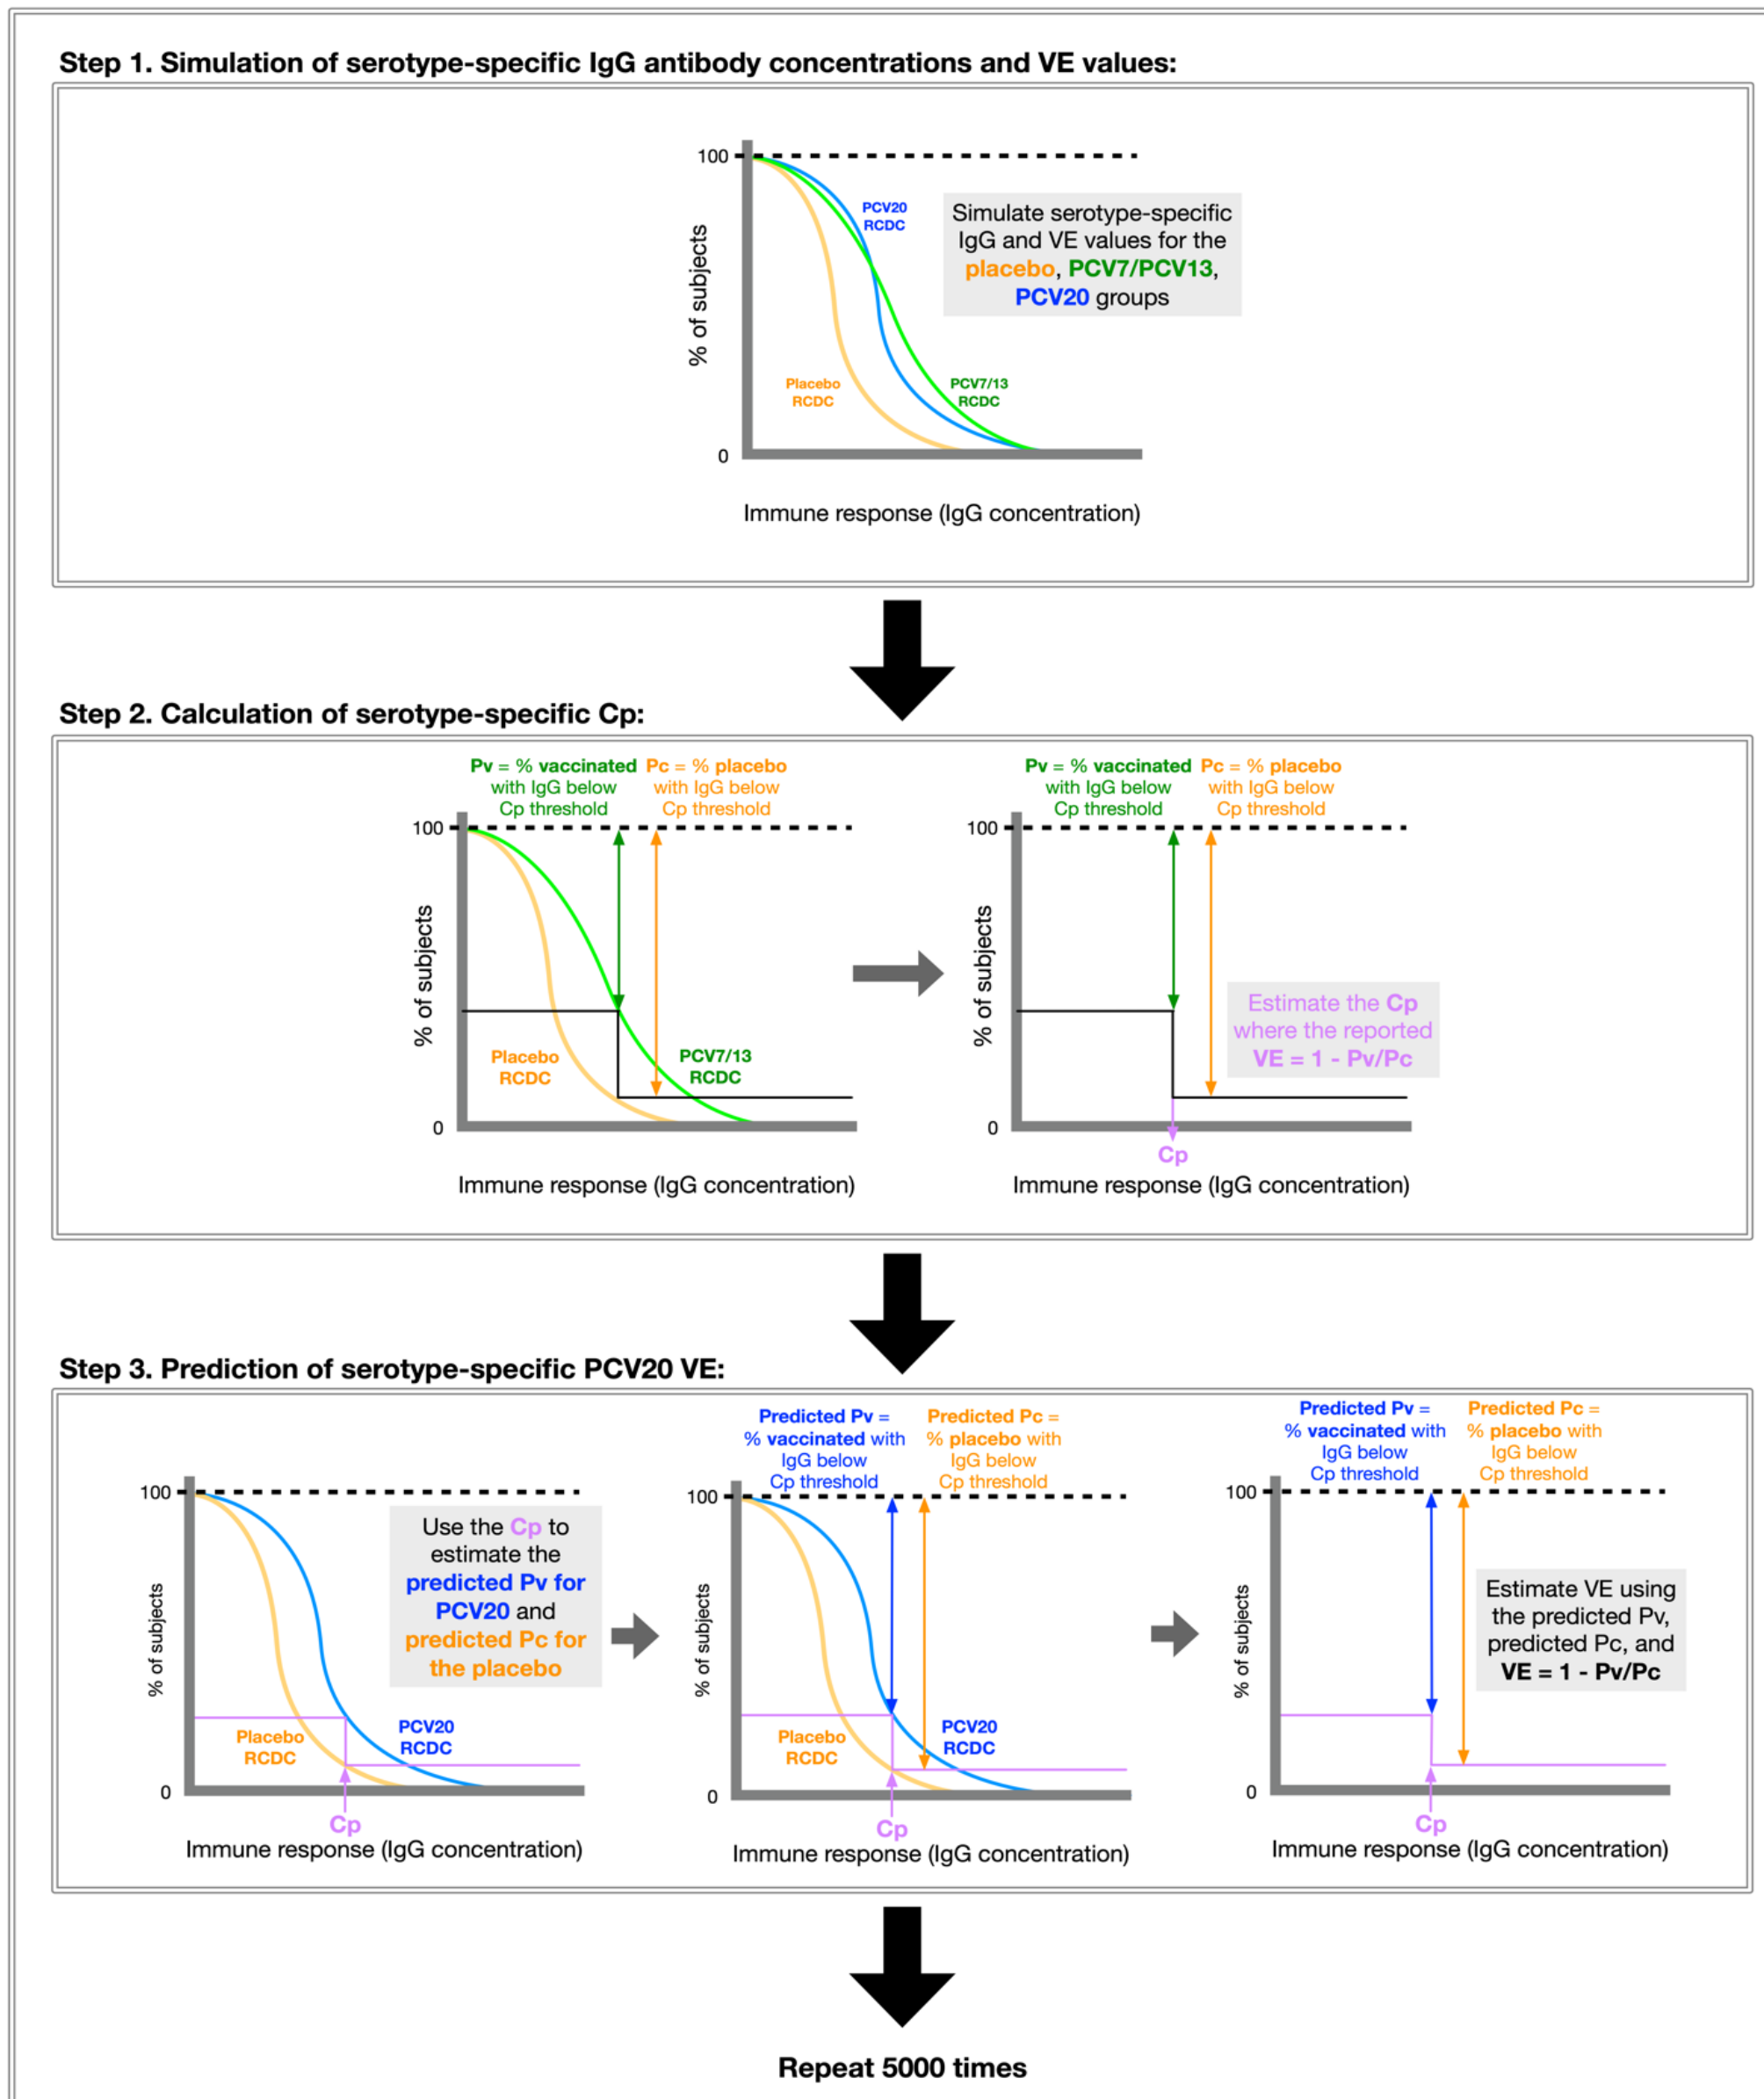 Step 1. Simulation of serotype-specific IgG antibody concentrations and VE values:
100
% of subjects
0
PCV20
RCDC
Placebo
RCDC
PCV7/13
RCDC
Simulate serotype-specific
IgG and VE values for the
placebo, PCV7/PCV13,
PCV20 groups
Immune response (IgG concentration)
Step 2. Calculation of serotype-specific Cp:
Pv = % vaccinated
with IgG below
Cp threshold
Pc = % placebo
with IgG below
Cp threshold
100
% of subjects
0
Placebo
RCDC
PCV7/13
RCDC
Immune response (IgG concentration)
Pv = % vaccinated
with IgG below
Cp threshold
Pc = % placebo
with IgG below
Cp threshold
100
% of subjects
0
Estimate the Cp
where the reported
VE = 1 - Pv/Pc
Cp
Immune response (IgG concentration)
Step 3. Prediction of serotype-specific PCV20 VE:
100
% of subjects
0
Use the Cp to
estimate the
predicted Pv for
PCV20 and
predicted Pc for
the placebo
Placebo
RCDC
PCV20
RCDC
Cp
Immune response (IgG concentration)
Predicted Pv =
% vaccinated with
IgG below
Cp threshold
Predicted Pc =
% placebo with
IgG below
Cp threshold
100
% of subjects
0
Placebo
RCDC
PCV20
RCDC
Cp
Immune response (IgG concentration)
Predicted Pv =
% vaccinated with
IgG below
Cp threshold
Predicted Pc =
% placebo with
IgG below
Cp threshold
100
% of subjects
0
Estimate VE using
the predicted Pv,
predicted Pc, and
VE = 1 - Pv/Pc
Cp
Immune response (IgG concentration)
Repeat 5000 times